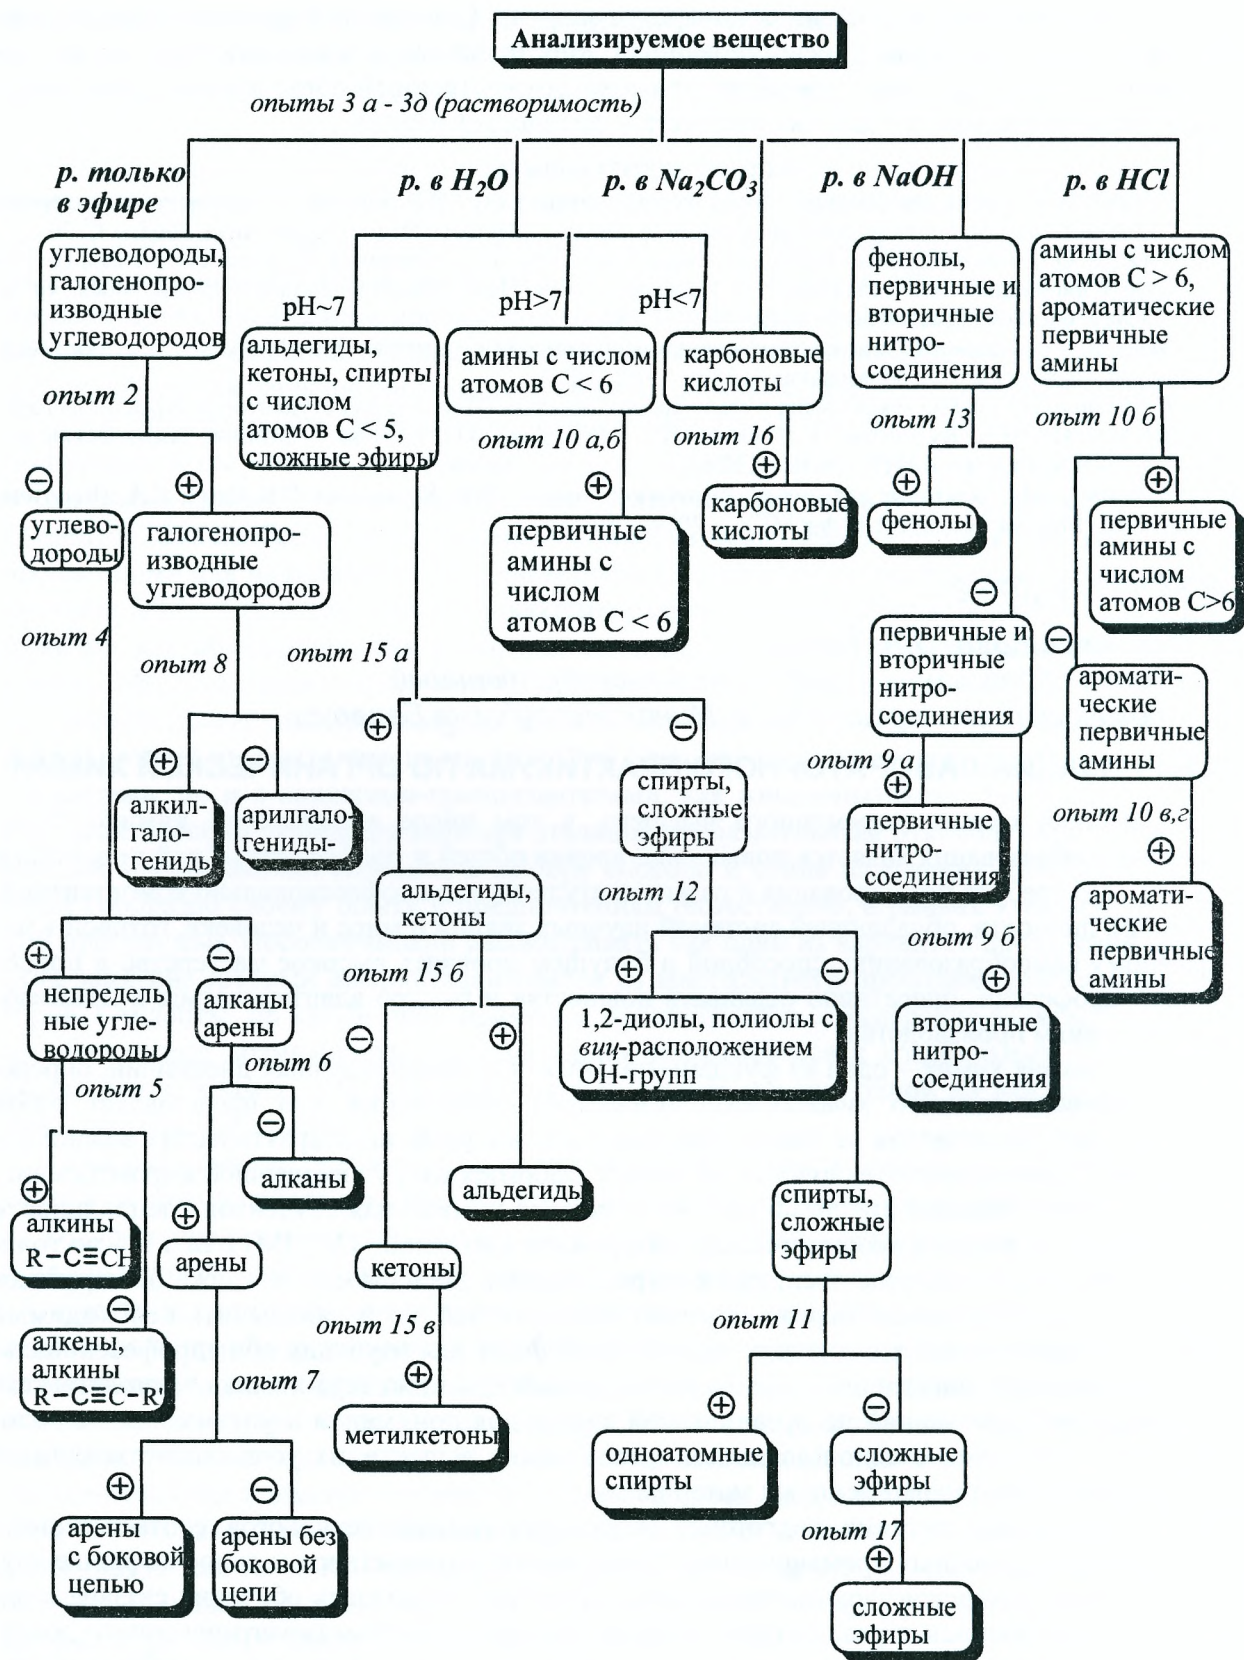 Анализируемое вещество
опыты 3 а - 3д (растворимость)
р. только
в эфире
р. в H₂O
р. в Na₂CO₃
р. в NaOH
р. в HCl
углеводороды,
галогенопро-
изводные
углеводородов
pH~7
pH>7
pH<7
альдегиды,
кетоны, спирты
с числом
атомов С < 5,
сложные эфиры
амины с числом
атомов С < 6
карбоновые
кислоты
фенолы,
первичные и
вторичные
нитро-
соединения
амины с числом
атомов С > 6,
ароматические
первичные
амины
опыт 2
опыт 10 а,б
опыт 16
опыт 13
опыт 10 б
⊖
⊕
⊕
⊕
⊕
⊕
углево-
дороды
галогенопро-
изводные
углеводородов
первичные
амины с
числом
атомов С < 6
карбоновые
кислоты
фенолы
первичные
амины с
числом
атомов С>6
⊖
⊖
опыт 4
опыт 8
опыт 15 а
первичные и
вторичные
нитро-
соединения
аромати-
ческие
первичные
амины
⊕
⊖
⊕
⊖
опыт 9 а
⊕
алкил-
гало-
гениды
арилгало-
гениды-
спирты,
сложные
эфиры
первичные
нитро-
соединения
опыт 10 в,г
⊕
альдегиды,
кетоны
опыт 12
аромати-
ческие
первичные
амины
⊕
⊖
опыт 15 б
⊕
⊖
опыт 9 б
⊕
непредель
ные угле-
водороды
алканы,
арены
⊖
⊕
1,2-диолы, полиолы с
виц-расположением
ОН-групп
вторичные
нитро-
соединения
опыт 5
опыт 6
⊖
алканы
альдегиды
спирты,
сложные
эфиры
⊕
⊕
алкины
R−C≡CH
арены
кетоны
⊖
опыт 15 в
опыт 11
алкены,
алкины
R−C≡C−R'
опыт 7
⊕
⊕
⊖
метилкетоны
одноатомные
спирты
сложные
эфиры
⊕
⊖
арены
с боковой
цепью
арены без
боковой
цепи
опыт 17
⊕
сложные
эфиры